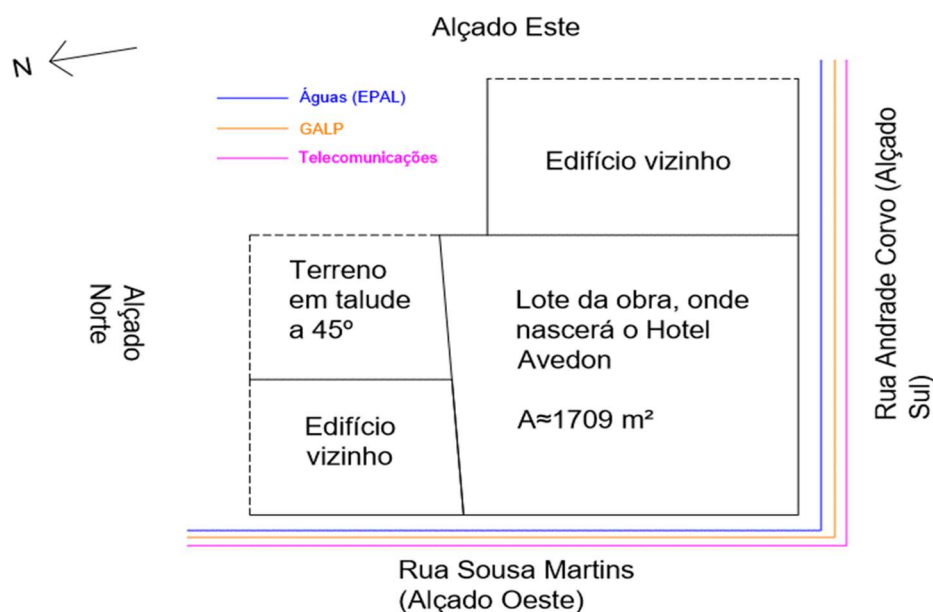 Alçado Este
N
Águas (EPAL)
GALP
Telecomunicações
Edifício vizinho
Rua Andrade Corvo (Alçado
Sul)
Alçado
Norte
Terreno
em talude
a 45º
Lote da obra, onde
nascerá o Hotel
Avedon
A≈1709 m²
Edifício
vizinho
Rua Sousa Martins
(Alçado Oeste)